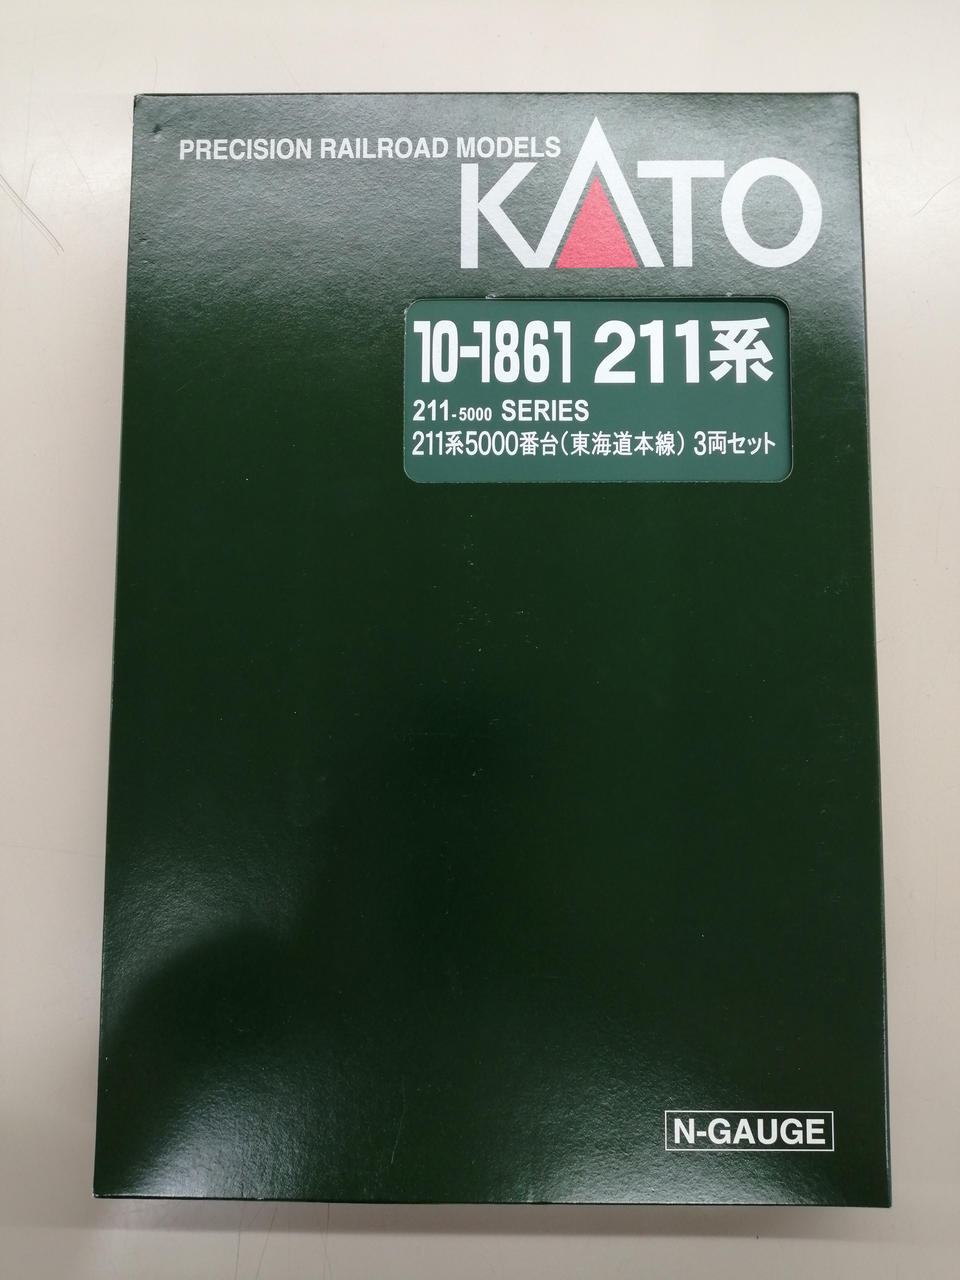 PRECISION RAILROAD MODELS
KATO
10-1861 211系
211-5000 SERIES
211系5000番台(東海道本線) 3両セット
N-GAUGE